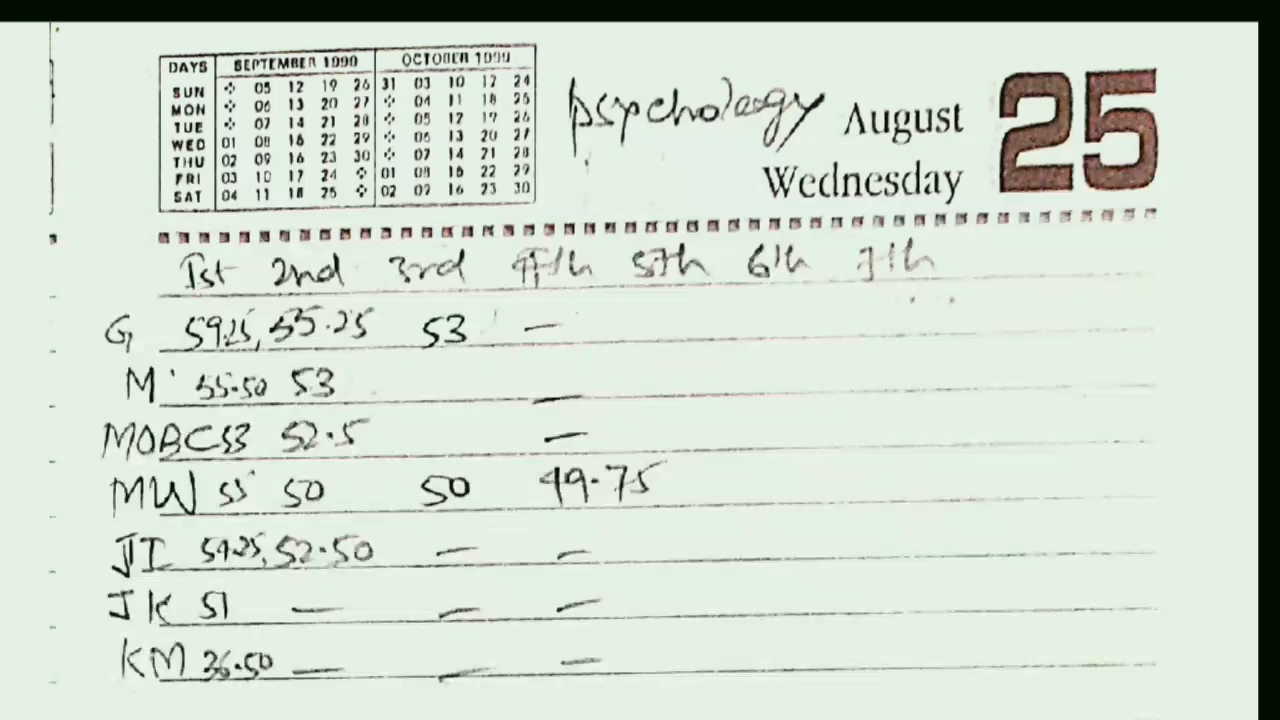 DAYS SEPTEMBER 1999 OCTOBER 1999
SUN ❖ 05 12 19 26 31 03 10 17 24
MON ❖ 06 13 20 27 ❖ 04 11 18 25
TUE ❖ 07 14 21 28 ❖ 05 12 19 26
WED 01 08 15 22 29 ❖ 06 13 20 27
THU 02 09 16 23 30 ❖ 07 14 21 28
FRI 03 10 17 24 ❖ 01 08 15 22 29
SAT 04 11 18 25 ❖ 02 09 16 23 30
psychology August 25
Wednesday
Ist 2nd 3rd 4th 5th 6th 7th
G 59.25, 55.25 53 —
M 55.50 53 —
MOBC 53 52.5 —
MW 55 50 50 49.75
JI 59.25, 52.50 — —
JK 51 — — —
KM 36.50 — — —